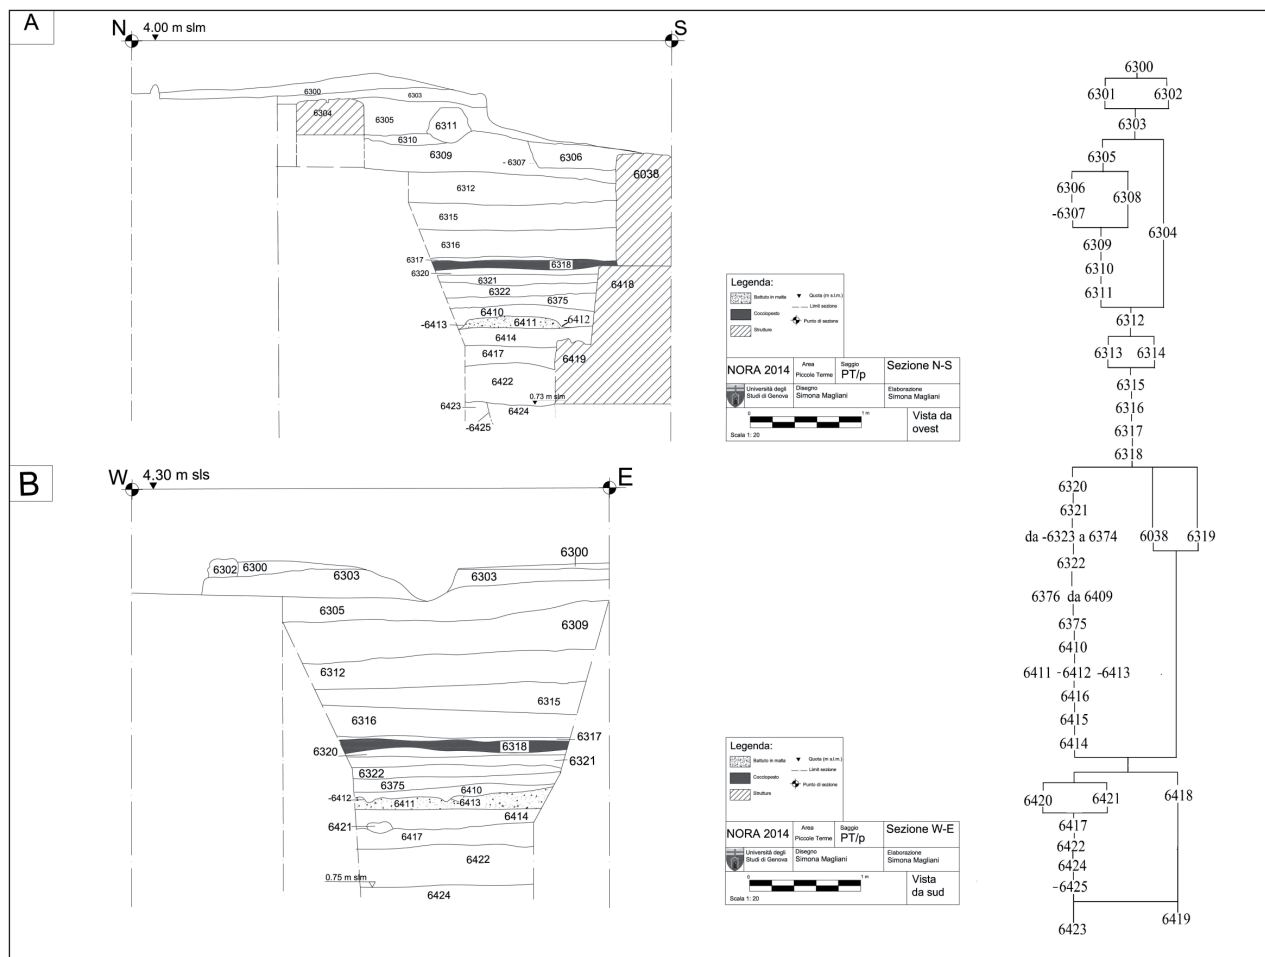 A
N
4.00 m slm
S
6300
6303
6304
6305
6311
6310
6309
- 6307
6306
6038
6312
6315
6316
6317
6318
6320
6321
6322
6375
6418
6410
6411
-6412
-6413
6414
6417
6419
6422
0.73 m slm
6423
6424
-6425
Legenda:
Battuto in malta
Quota (m s.l.m.)
Limit sezione
Cocciopesto
Punto di sezione
Strutture
NORA 2014
Area
Piccole Terme
Saggio
PT/p
Sezione N-S
Università degli
Studi di Genova
Disegno
Simona Magliani
Elaborazione
Simona Magliani
0
1 m
Scala 1: 20
Vista da
ovest
B
W
4.30 m sls
E
6302
6300
6303
6303
6300
6305
6309
6312
6315
6316
6317
6318
6320
6321
6322
6375
6410
-6412
6411
-6413
6414
6421
6417
6422
0.75 m slm
6424
Legenda:
Battuto in malta
Quota (m s.l.m.)
Limit sezione
Cocciopesto
Punto di sezione
Strutture
NORA 2014
Area
Piccole Terme
Saggio
PT/p
Sezione W-E
Università degli
Studi di Genova
Disegno
Simona Magliani
Elaborazione
Simona Magliani
0
1 m
Scala 1: 20
Vista
da sud
6300
6301 6302
6303
6305
6306
6308
-6307
6304
6309
6310
6311
6312
6313 6314
6315
6316
6317
6318
6320
6321
da -6323 a 6374 6038 6319
6322
6376 da 6409
6375
6410
6411 -6412 -6413
6416
6415
6414
6420 6421 6418
6417
6422
6424
-6425
6423 6419